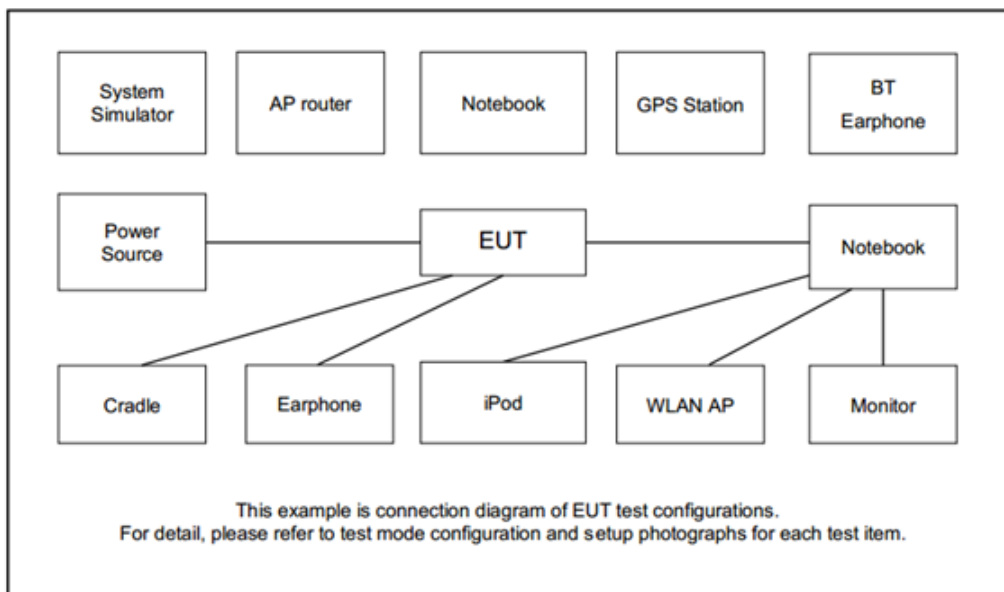 System
Simulator
AP router
Notebook
GPS Station
BT
Earphone
Power
Source
EUT
Notebook
Cradle
Earphone
iPod
WLAN AP
Monitor
This example is connection diagram of EUT test configurations.
For detail, please refer to test mode configuration and setup photographs for each test item.